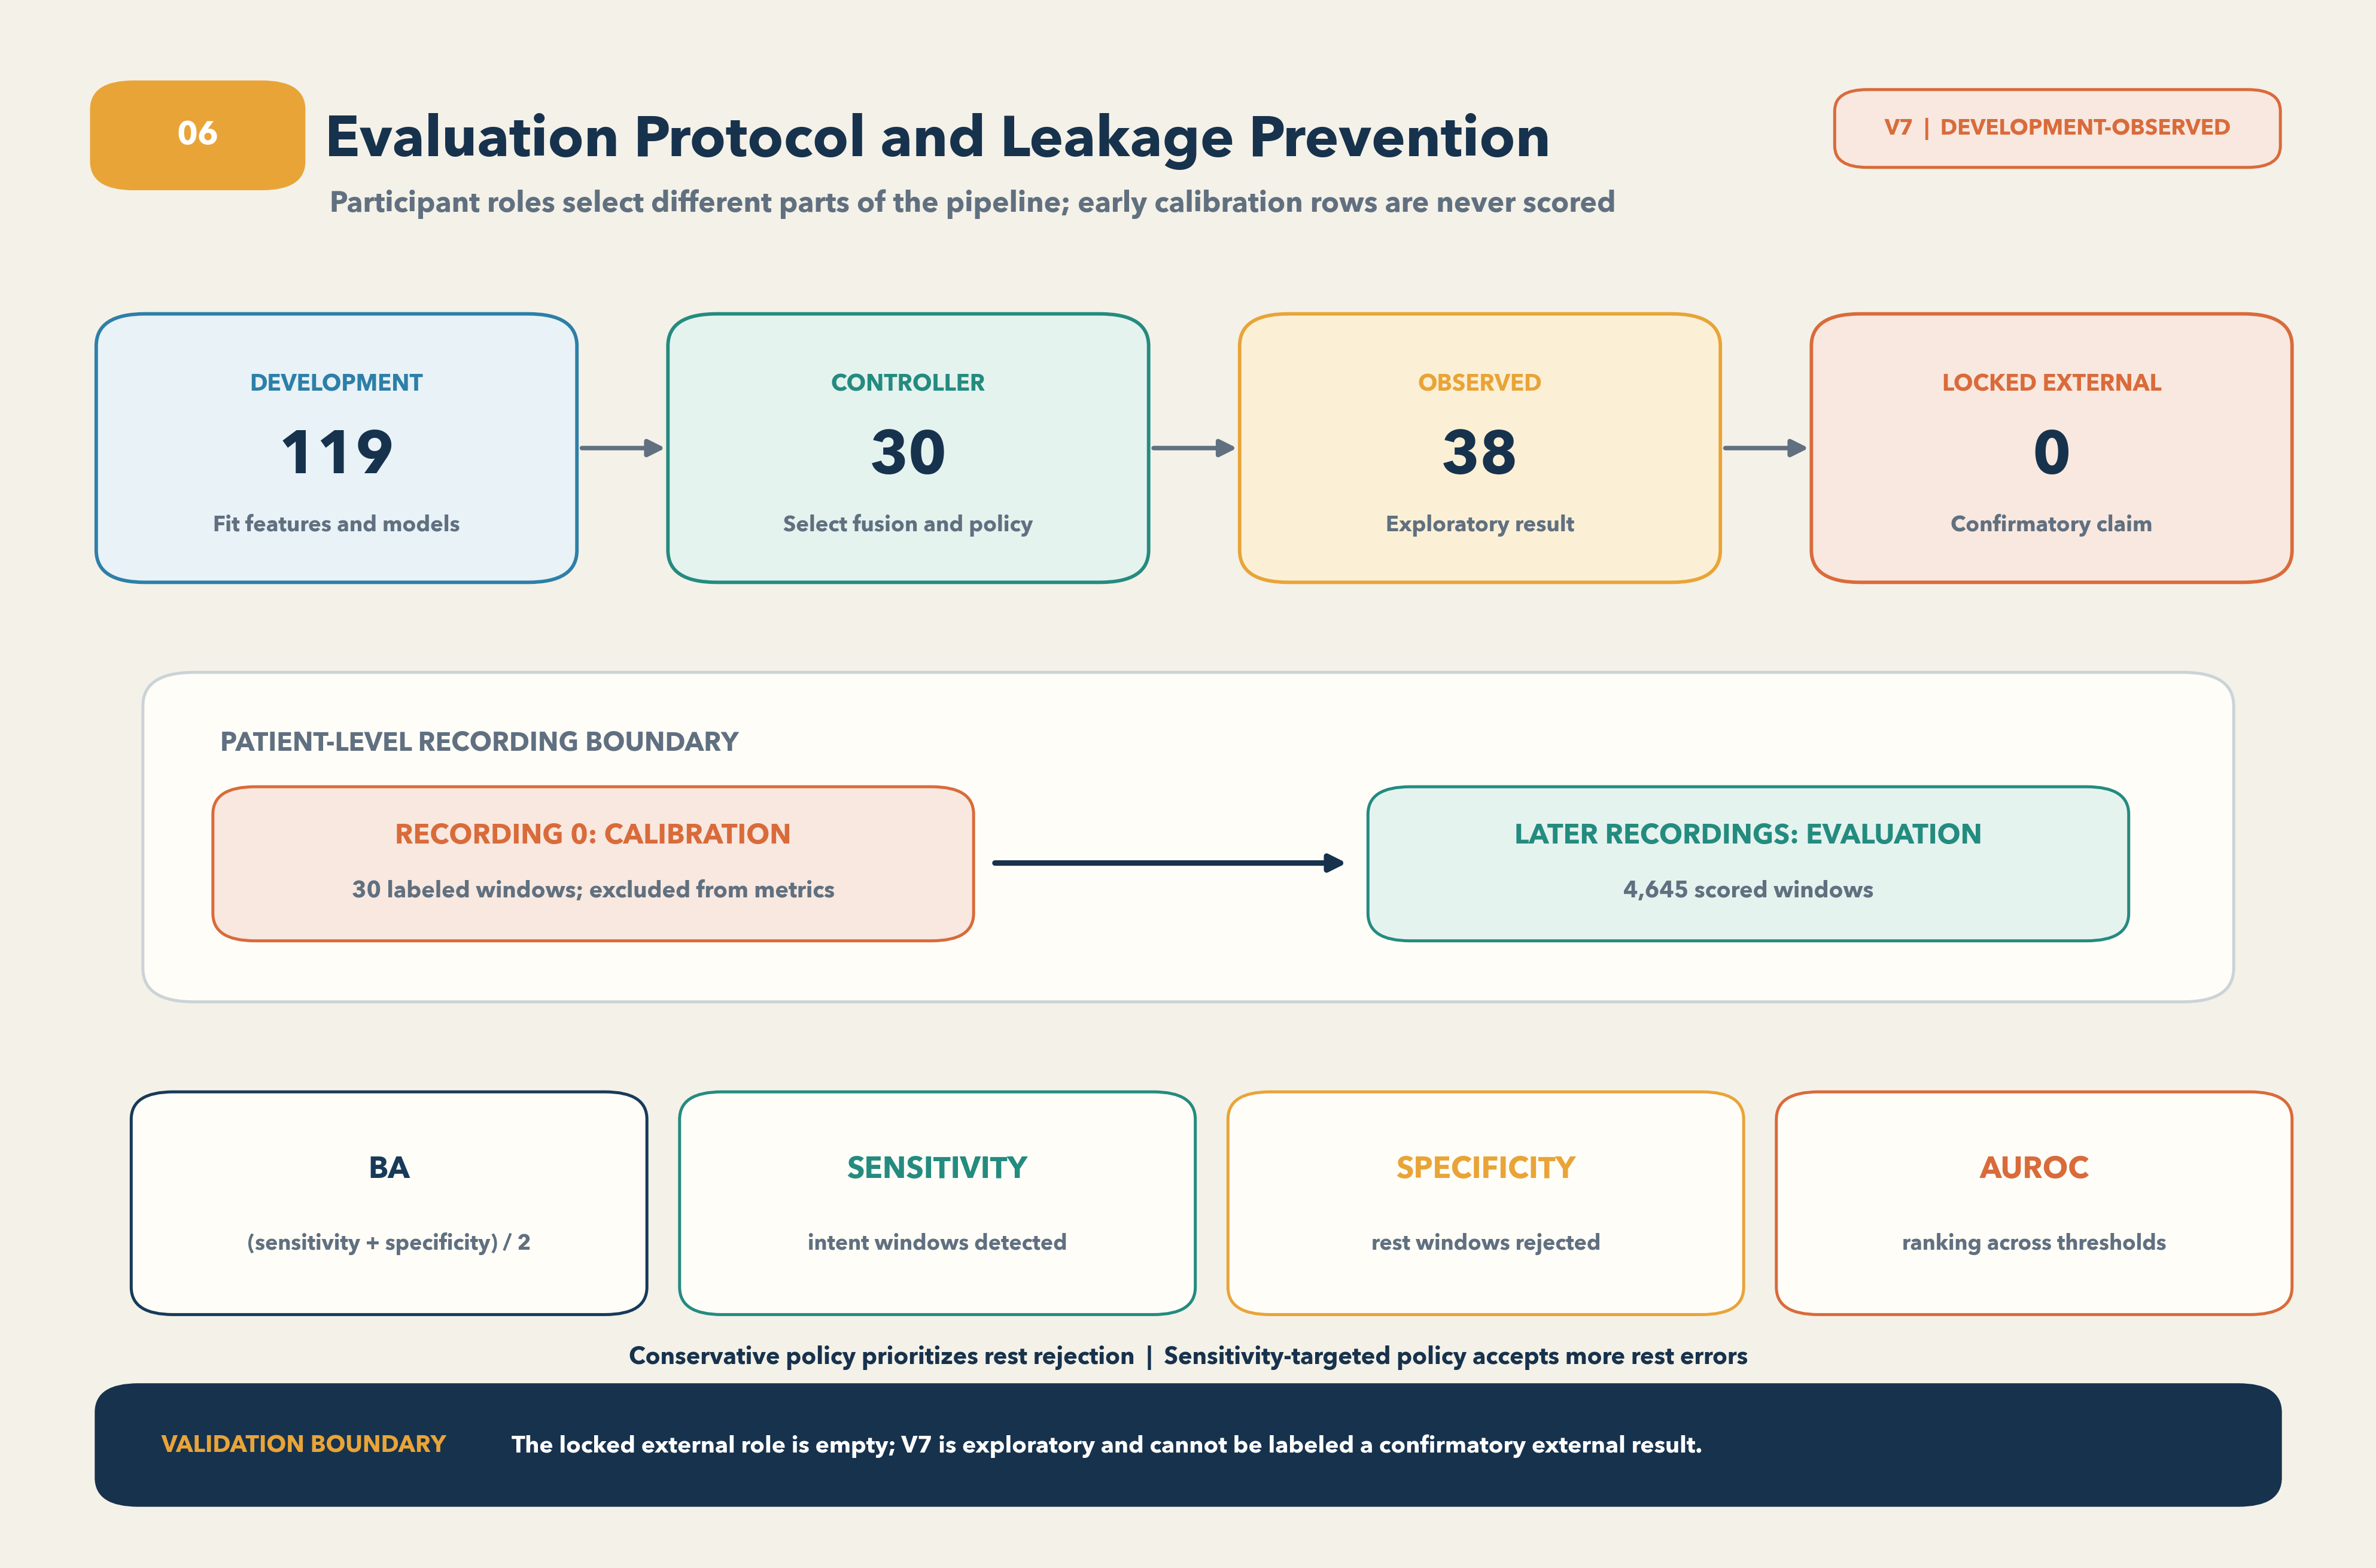 06
Evaluation Protocol and Leakage Prevention
V7 | DEVELOPMENT-OBSERVED
Participant roles select different parts of the pipeline; early calibration rows are never scored
DEVELOPMENT
119
Fit features and models
CONTROLLER
30
Select fusion and policy
OBSERVED
38
Exploratory result
LOCKED EXTERNAL
0
Confirmatory claim
PATIENT-LEVEL RECORDING BOUNDARY
RECORDING 0: CALIBRATION
30 labeled windows; excluded from metrics
LATER RECORDINGS: EVALUATION
4,645 scored windows
BA
(sensitivity + specificity) / 2
SENSITIVITY
intent windows detected
SPECIFICITY
rest windows rejected
AUROC
ranking across thresholds
Conservative policy prioritizes rest rejection | Sensitivity-targeted policy accepts more rest errors
VALIDATION BOUNDARY
The locked external role is empty; V7 is exploratory and cannot be labeled a confirmatory external result.